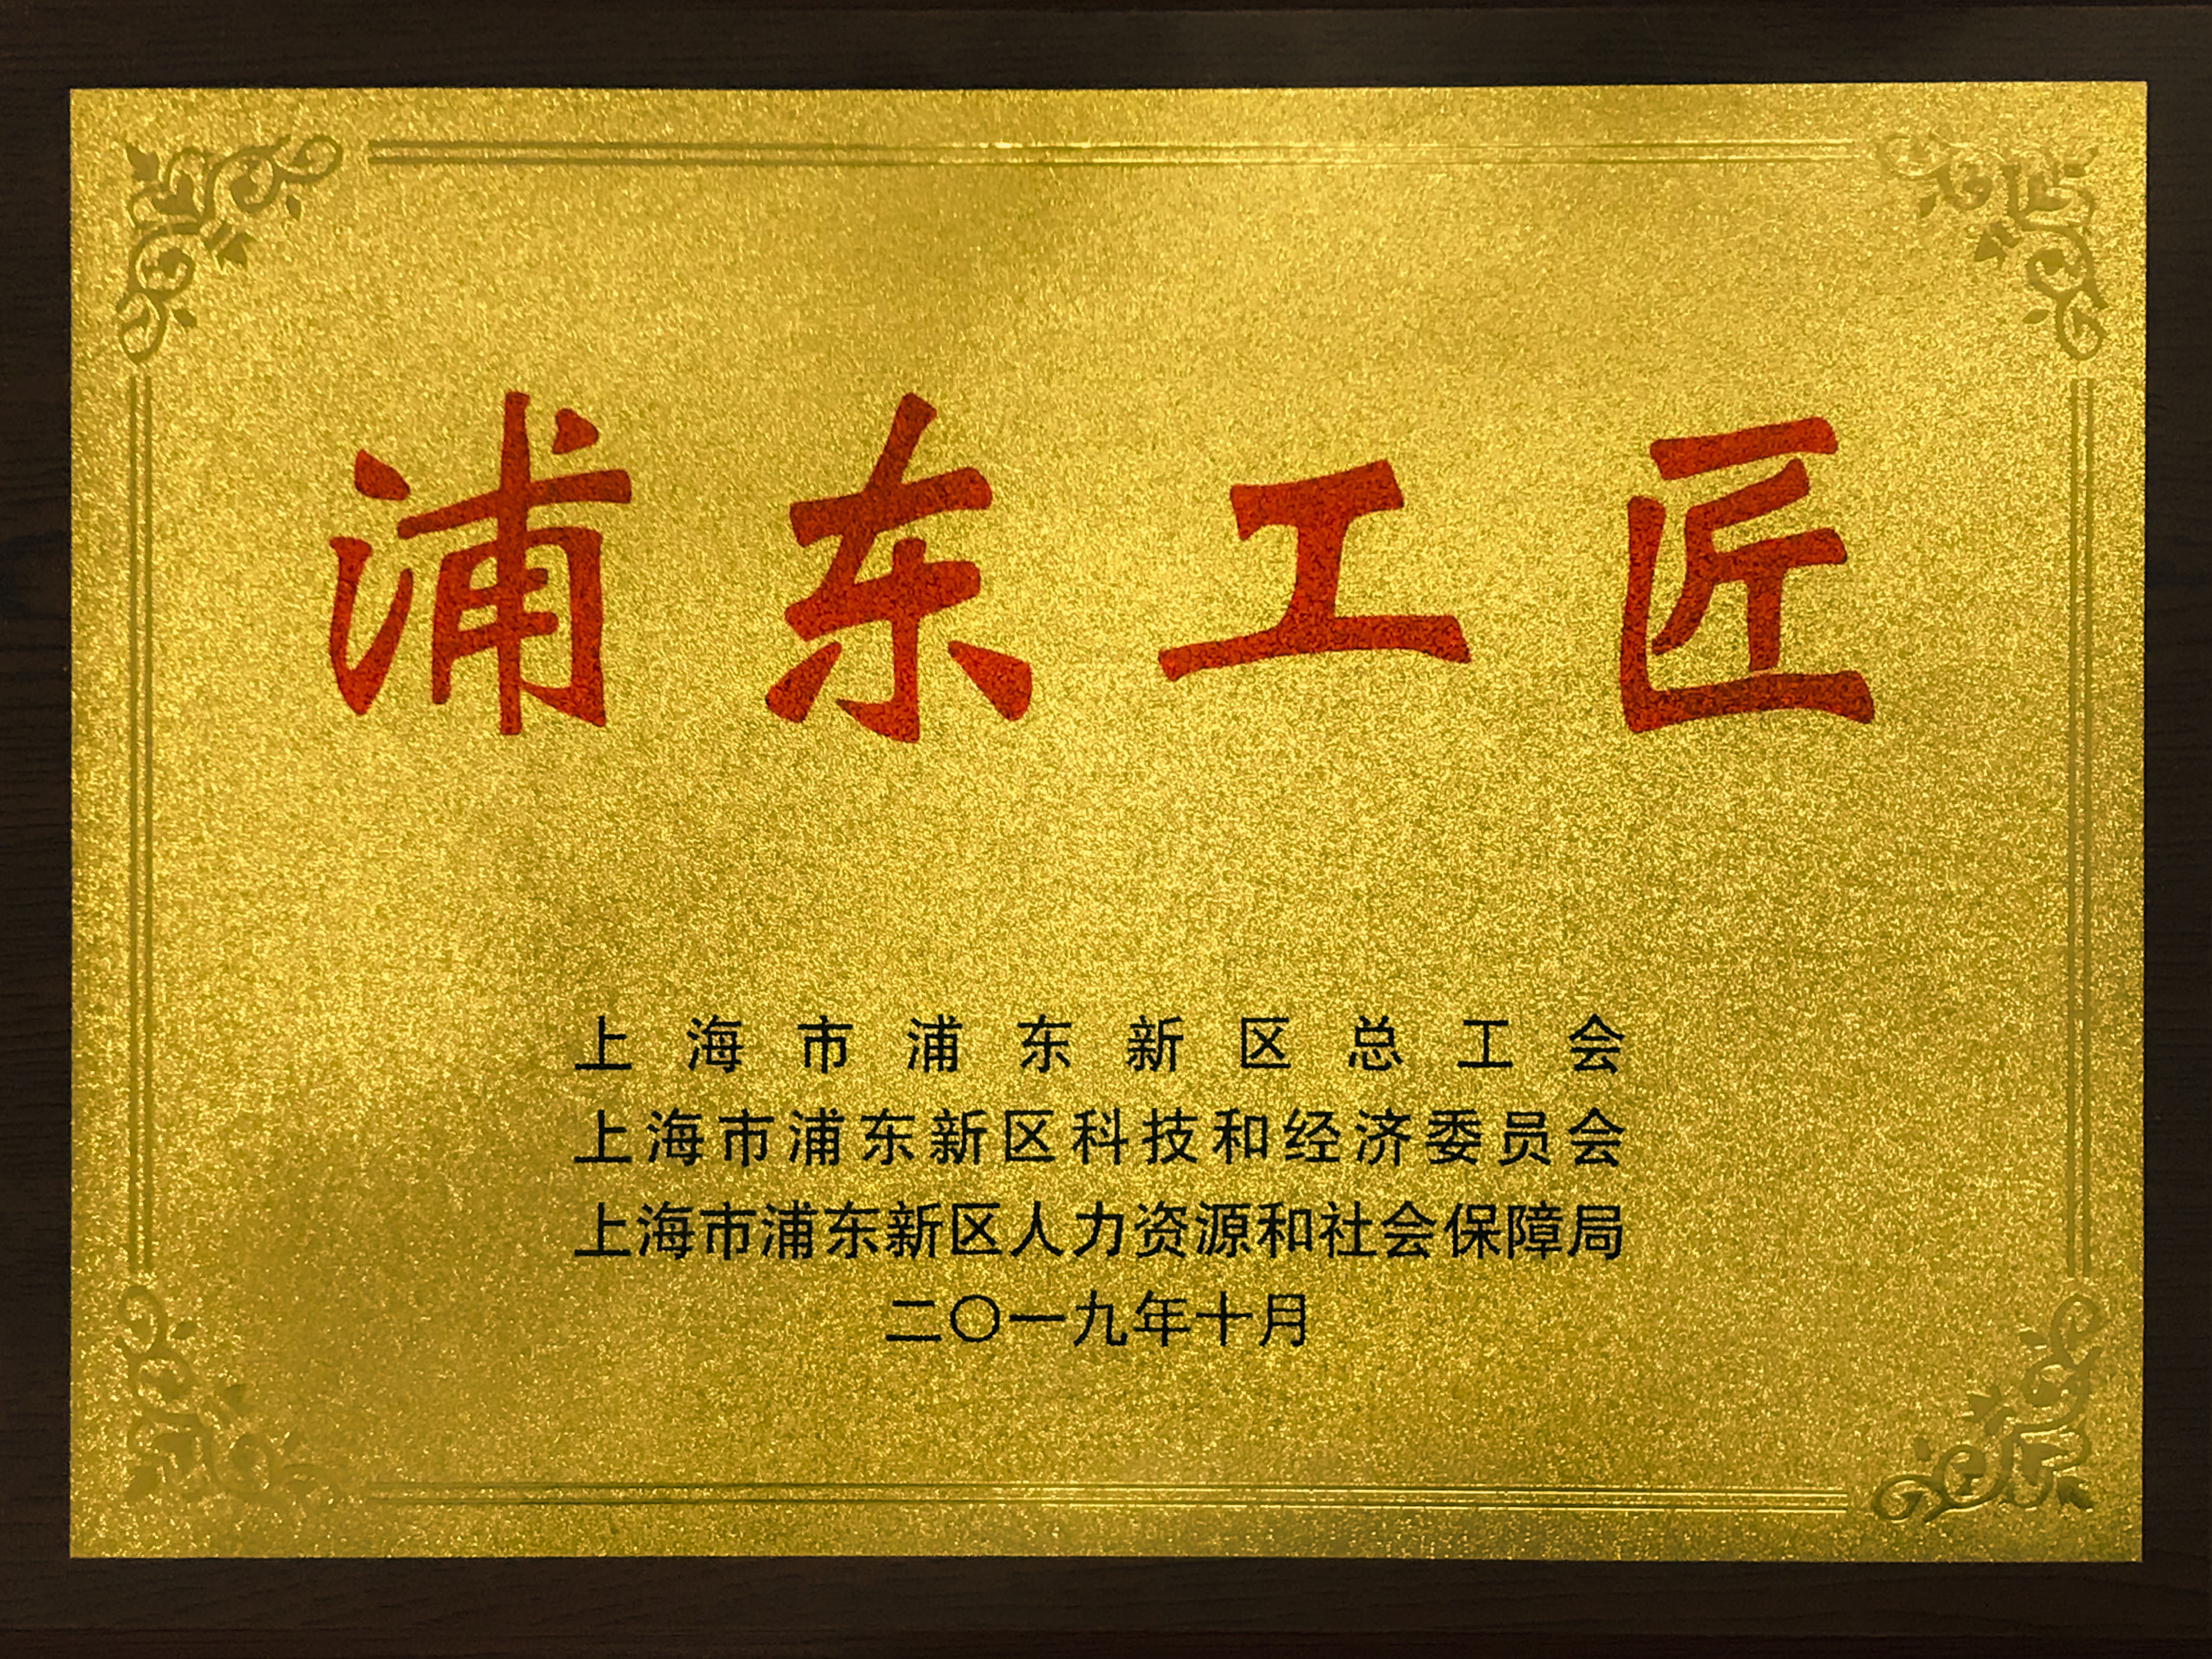 浦东工匠
上海市浦东新区总工会
上海市浦东新区科技和经济委员会
上海市浦东新区人力资源和社会保障局
二〇一九年十月